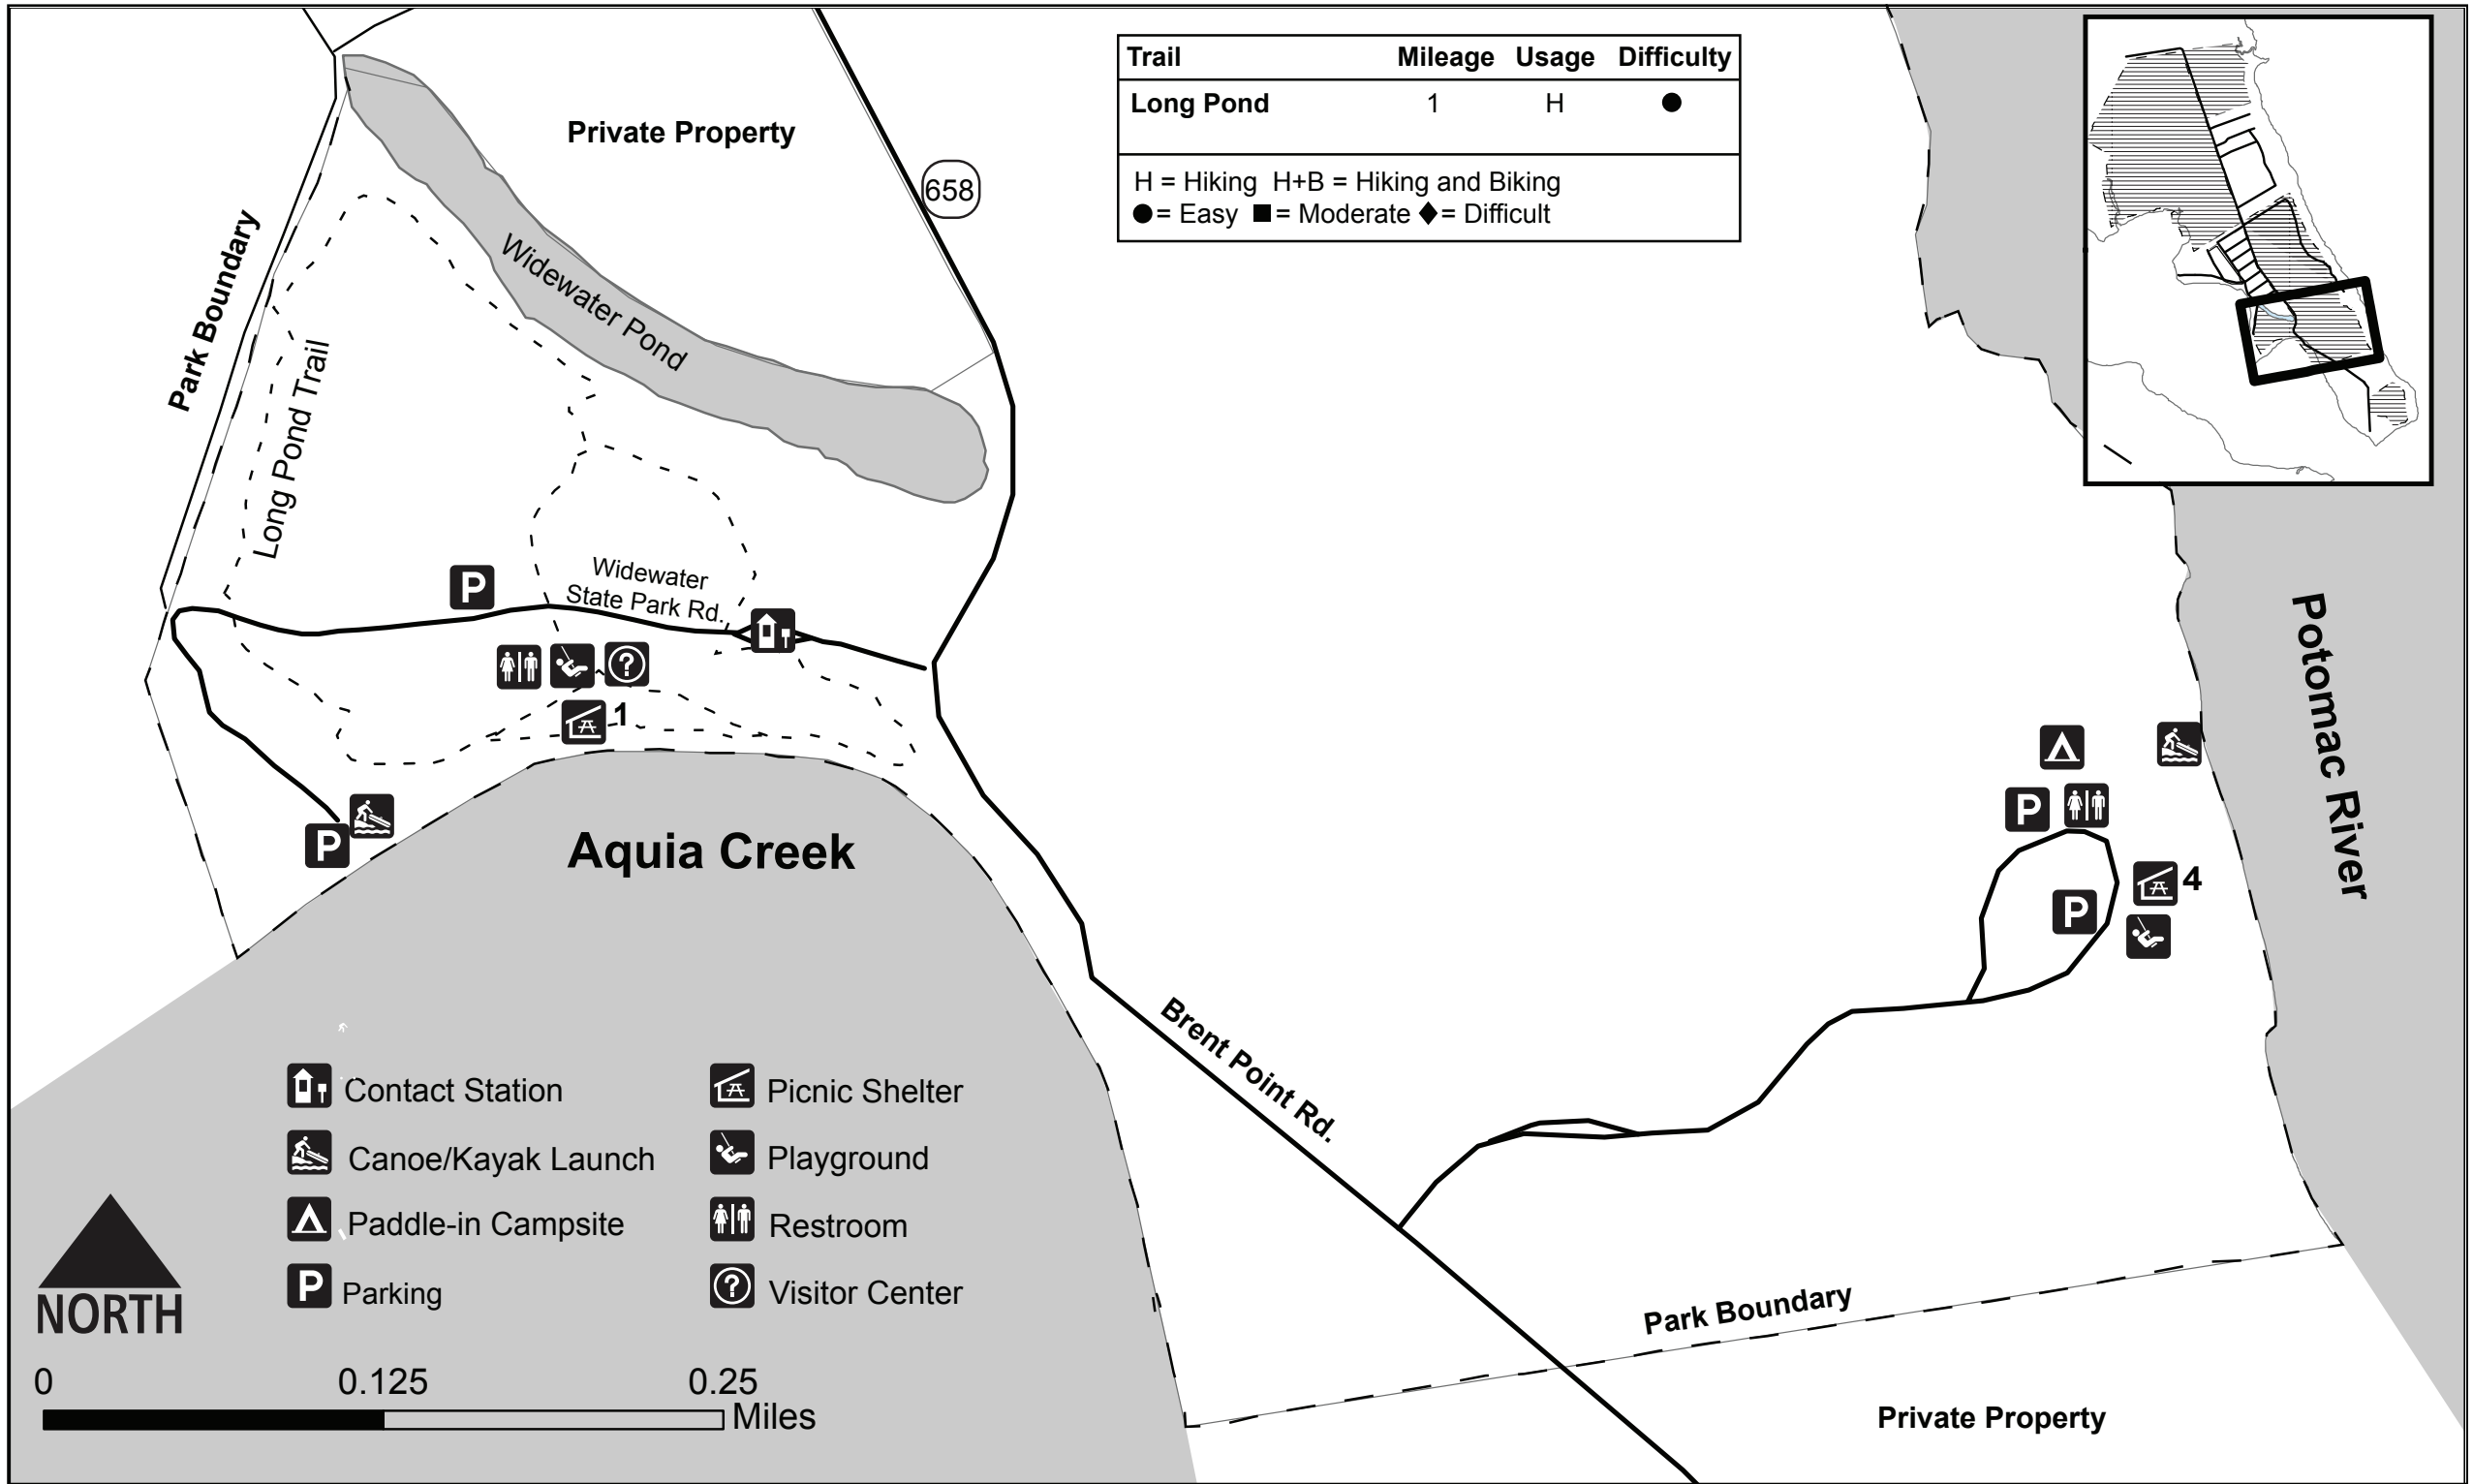 Trail Mileage Usage Difficulty
Long Pond 1 H ●
H = Hiking H+B = Hiking and Biking
● = Easy ■ = Moderate ♦ = Difficult
Private Property
658
Park Boundary
Widewater Pond
Long Pond Trail
P
Widewater
State Park Rd.
?
1
P
Aquia Creek
Potomac River
P
4
P
Brent Point Rd.
Contact Station
Canoe/Kayak Launch
Paddle-in Campsite
P Parking
Picnic Shelter
Playground
Restroom
? Visitor Center
NORTH
0 0.125 0.25
Miles
Park Boundary
Private Property